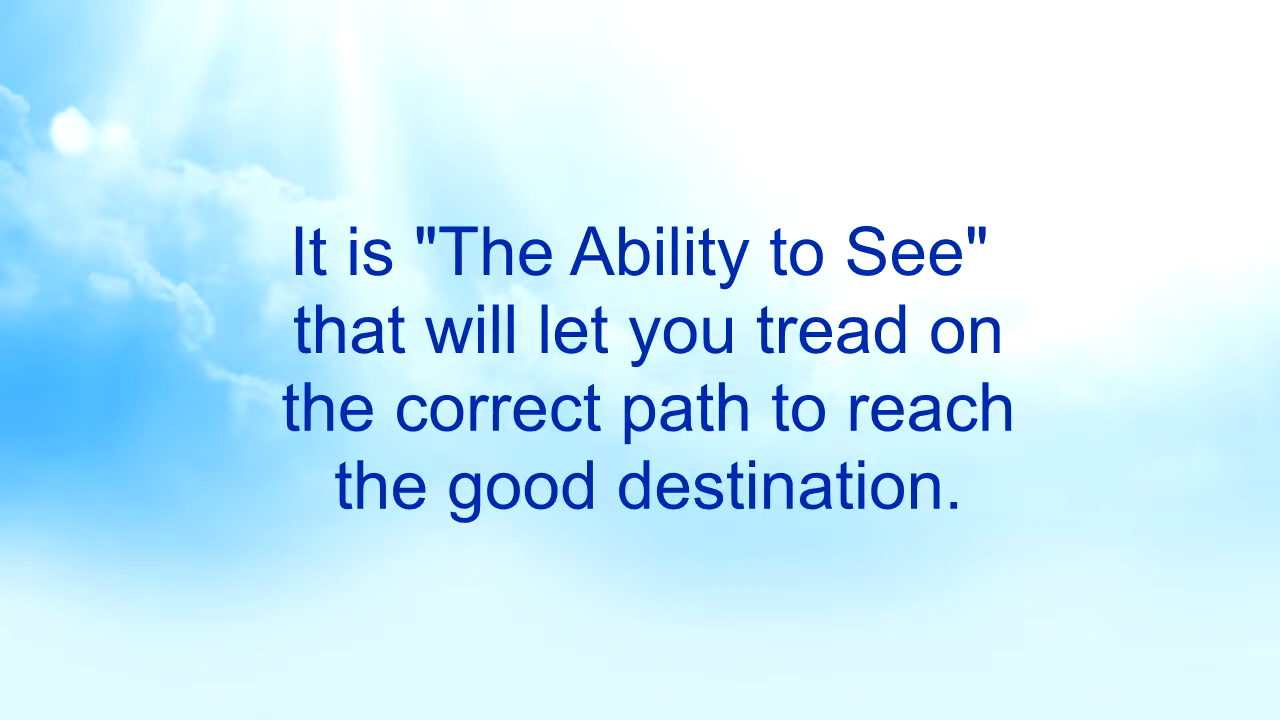 It is "The Ability to See"
that will let you tread on
the correct path to reach
the good destination.